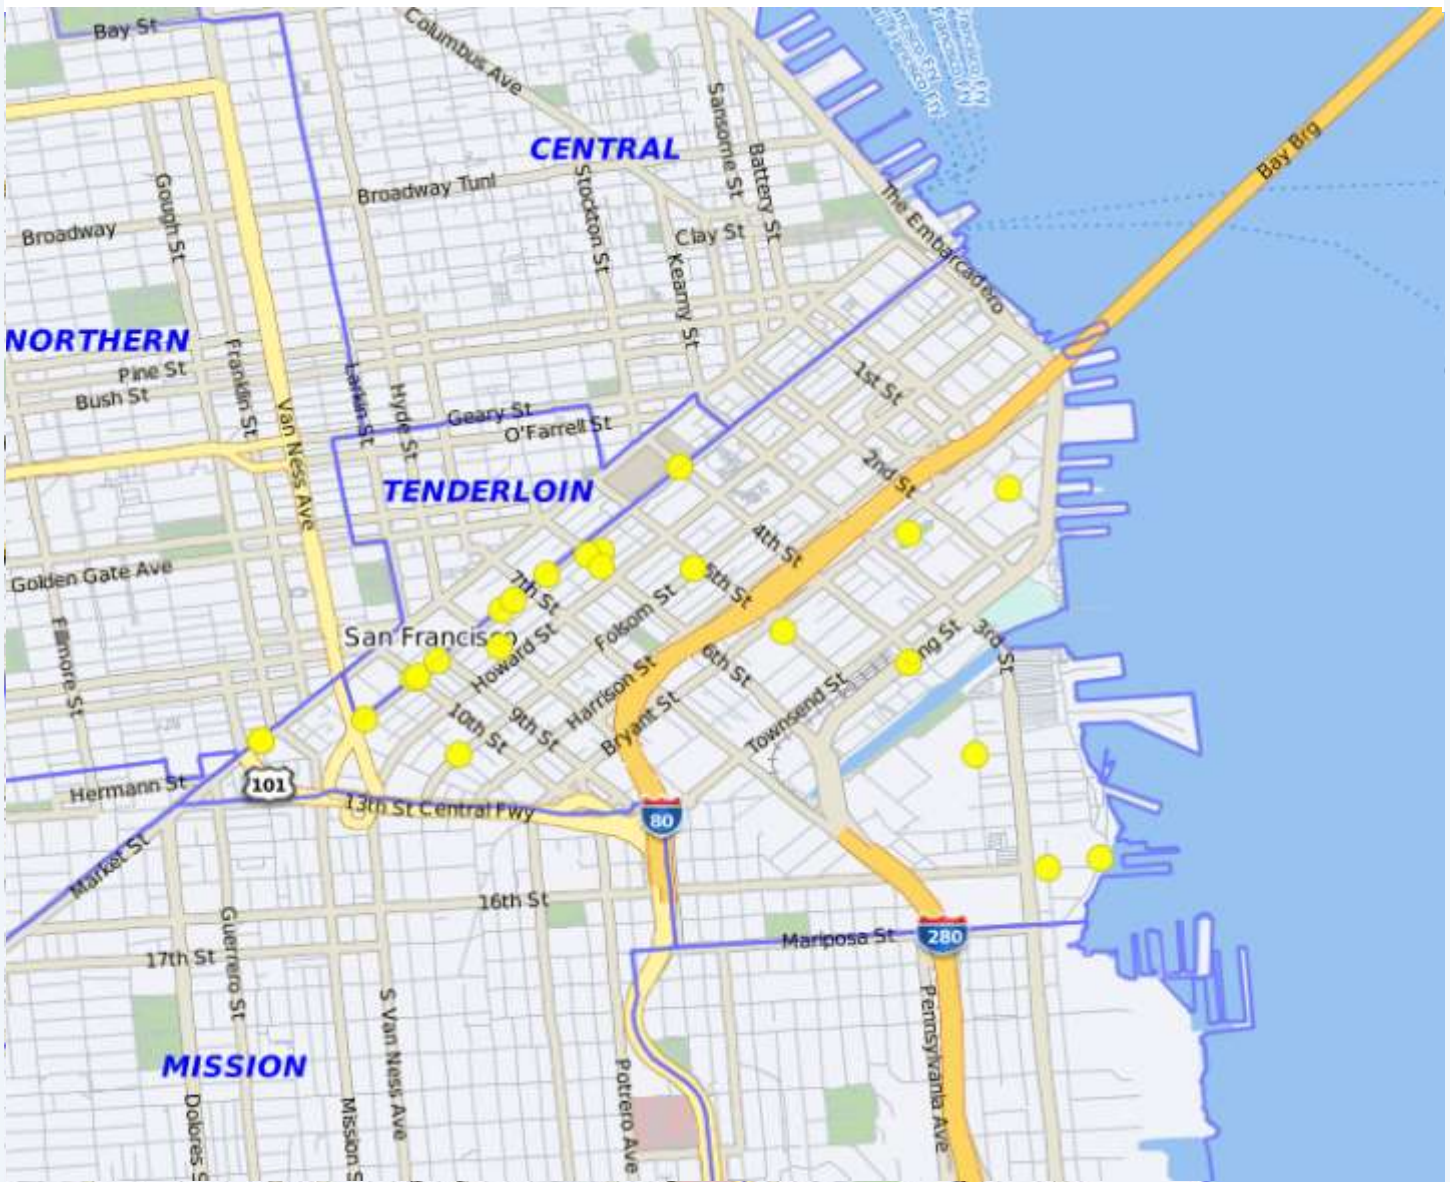 Bay St
Columbus Ave
Sansome St
Battery St
CENTRAL
Gough St
Broadway Tunl
Stockton St
Bay Brg
The Embarcadero
Broadway
Clay St
Kearny St
NORTHERN
Pine St
Bush St
Franklin St
Larkin St
Hyde St
1st St
Van Ness Ave
Geary St
O'Farrell St
TENDERLOIN
2nd St
4th St
Golden Gate Ave
7th St
5th St
Folsom St
San Francisco
Fillmore St
Howard St
6th St
3rd St
ng St
Harrison St
Townsend St
10th St
9th St
Bryant St
Hermann St
101
13th St Central Fwy
80
Market St
16th St
Guerrero St
17th St
Mariposa St
280
S Van Ness Ave
Pennsylvania Ave
MISSION
Potrero Ave
Dolores S
Mission S